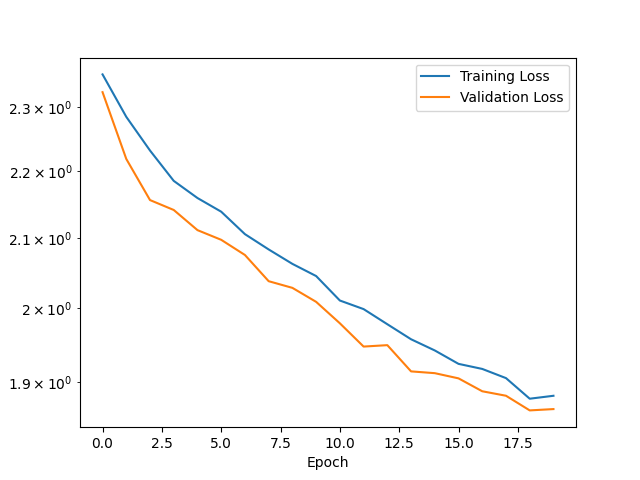 Training Loss
Validation Loss
2.3 × 10⁰
2.2 × 10⁰
2.1 × 10⁰
2 × 10⁰
1.9 × 10⁰
0.0 2.5 5.0 7.5 10.0 12.5 15.0 17.5
Epoch